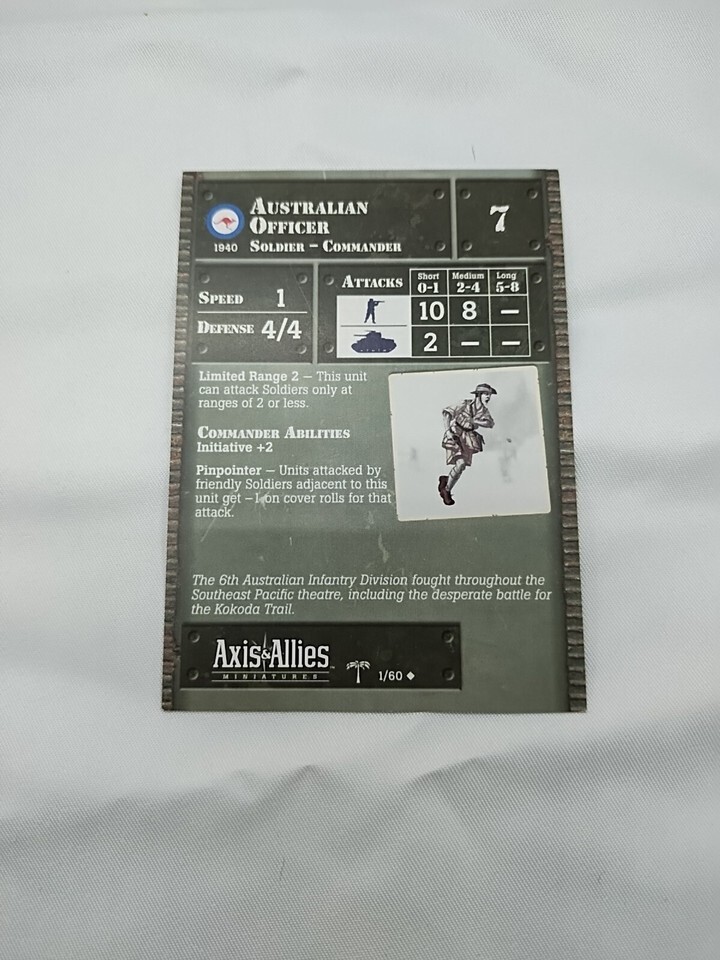 AUSTRALIAN
OFFICER
1940 SOLDIER – COMMANDER
7
SPEED 1
DEFENSE 4/4
ATTACKS
Short 0-1
Medium 2-4
Long 5-8
10 8 –
2 – –
Limited Range 2 – This unit
can attack Soldiers only at
ranges of 2 or less.
COMMANDER ABILITIES
Initiative +2
Pinpointer – Units attacked by
friendly Soldiers adjacent to this
unit get –1 on cover rolls for that
attack.
The 6th Australian Infantry Division fought throughout the
Southeast Pacific theatre, including the desperate battle for
the Kokoda Trail.
Axis&Allies™
MINIATURES
1/60 ◆